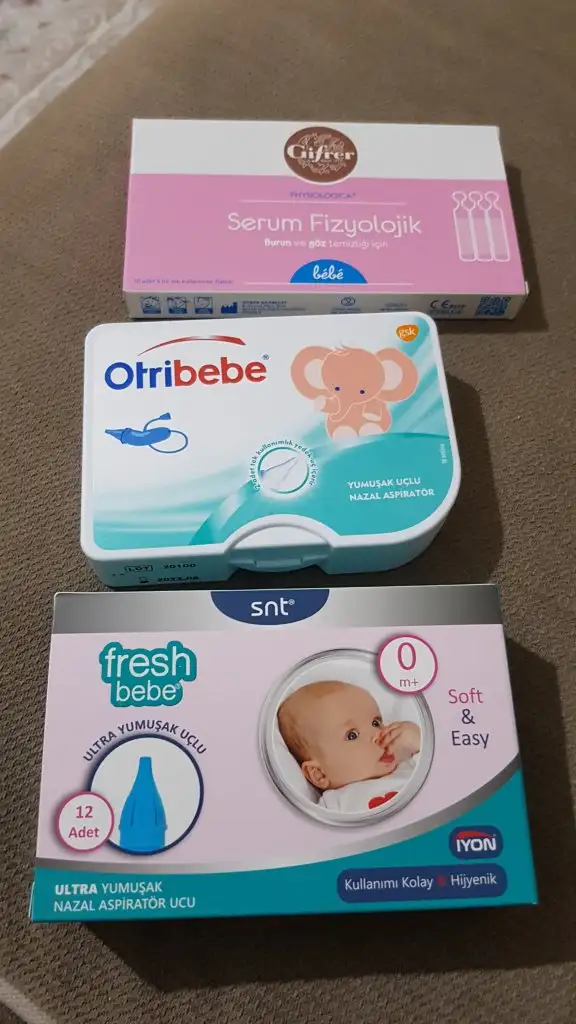 Gifrer
PHYSIOLOGICA®
Serum Fizyolojik
Burun ve göz temizliği için
bébé
CE
Otribebe®
gsk
YUMUŞAK UÇLU
NAZAL ASPİRATÖR
LOT 20100
snt®
fresh
bebe®
0
m+
Soft
&
Easy
ULTRA YUMUŞAK UÇLU
12
Adet
IYON
Kullanımı Kolay & Hijyenik
ULTRA YUMUŞAK
NAZAL ASPİRATÖR UCU